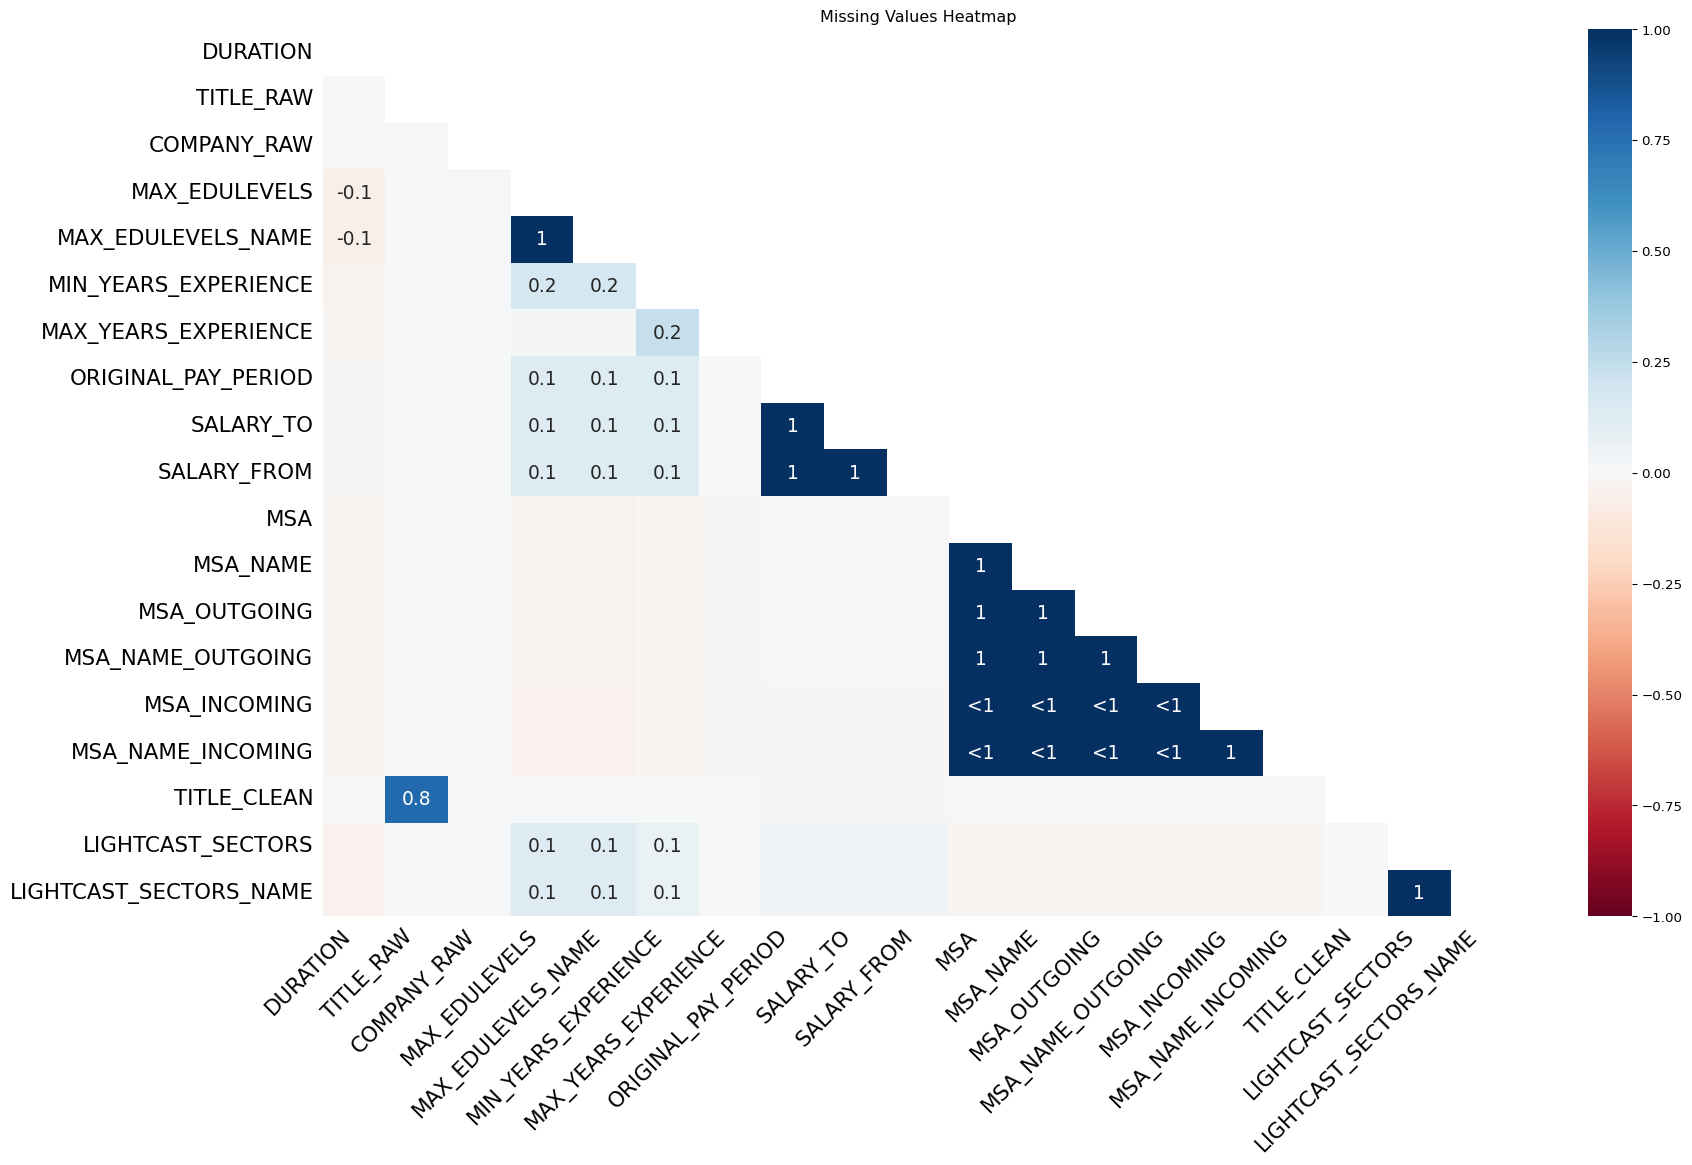 Missing Values Heatmap
DURATION
TITLE_RAW
COMPANY_RAW
MAX_EDULEVELS -0.1
MAX_EDULEVELS_NAME -0.1 1
MIN_YEARS_EXPERIENCE 0.2 0.2
MAX_YEARS_EXPERIENCE 0.2
ORIGINAL_PAY_PERIOD 0.1 0.1 0.1
SALARY_TO 0.1 0.1 0.1 1
SALARY_FROM 0.1 0.1 0.1 1 1
MSA
MSA_NAME 1
MSA_OUTGOING 1 1
MSA_NAME_OUTGOING 1 1 1
MSA_INCOMING <1 <1 <1 <1
MSA_NAME_INCOMING <1 <1 <1 <1 1
TITLE_CLEAN 0.8
LIGHTCAST_SECTORS 0.1 0.1 0.1
LIGHTCAST_SECTORS_NAME 0.1 0.1 0.1 1
DURATION
TITLE_RAW
COMPANY_RAW
MAX_EDULEVELS
MAX_EDULEVELS_NAME
MIN_YEARS_EXPERIENCE
MAX_YEARS_EXPERIENCE
ORIGINAL_PAY_PERIOD
SALARY_TO
SALARY_FROM
MSA
MSA_NAME
MSA_OUTGOING
MSA_NAME_OUTGOING
MSA_INCOMING
MSA_NAME_INCOMING
TITLE_CLEAN
LIGHTCAST_SECTORS
LIGHTCAST_SECTORS_NAME
1.00
0.75
0.50
0.25
0.00
−0.25
−0.50
−0.75
−1.00